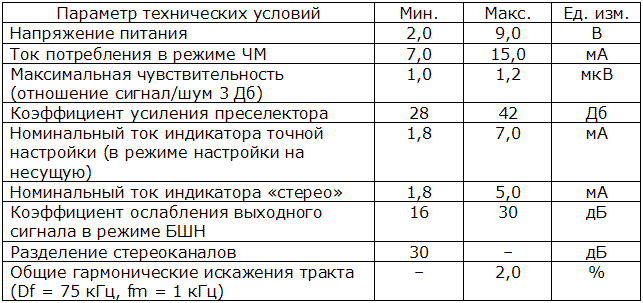 Параметр технических условий Мин. Макс. Ед. изм.
Напряжение питания 2,0 9,0 В
Ток потребления в режиме ЧМ 7,0 15,0 мА
Максимальная чувствительность 1,0 1,2 мкВ
(отношение сигнал/шум 3 Дб)
Коэффициент усиления преселектора 28 42 Дб
Номинальный ток индикатора точной 1,8 7,0 мА
настройки (в режиме настройки на
несущую)
Номинальный ток индикатора «стерео» 1,8 5,0 мА
Коэффициент ослабления выходного 16 30 дБ
сигнала в режиме БШН
Разделение стереоканалов 30 – дБ
Общие гармонические искажения тракта – 2,0 %
(Df = 75 кГц, fm = 1 кГц)